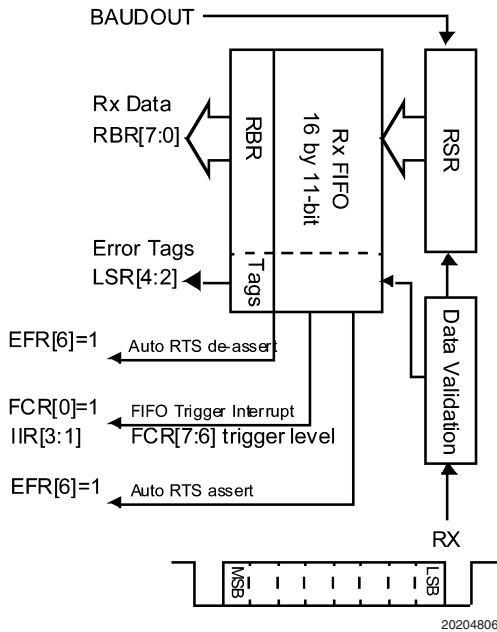 BAUDOUT
Rx Data
RBR[7:0]
RBR
Rx FIFO
16 by 11-bit
RSR
Error Tags
LSR[4:2]
Tags
Data Validation
EFR[6]=1
Auto RTS de-assert
FCR[0]=1
FIFO Trigger Interrupt
IIR[3:1]
FCR[7:6] trigger level
EFR[6]=1
Auto RTS assert
RX
MSB
LSB
20204806